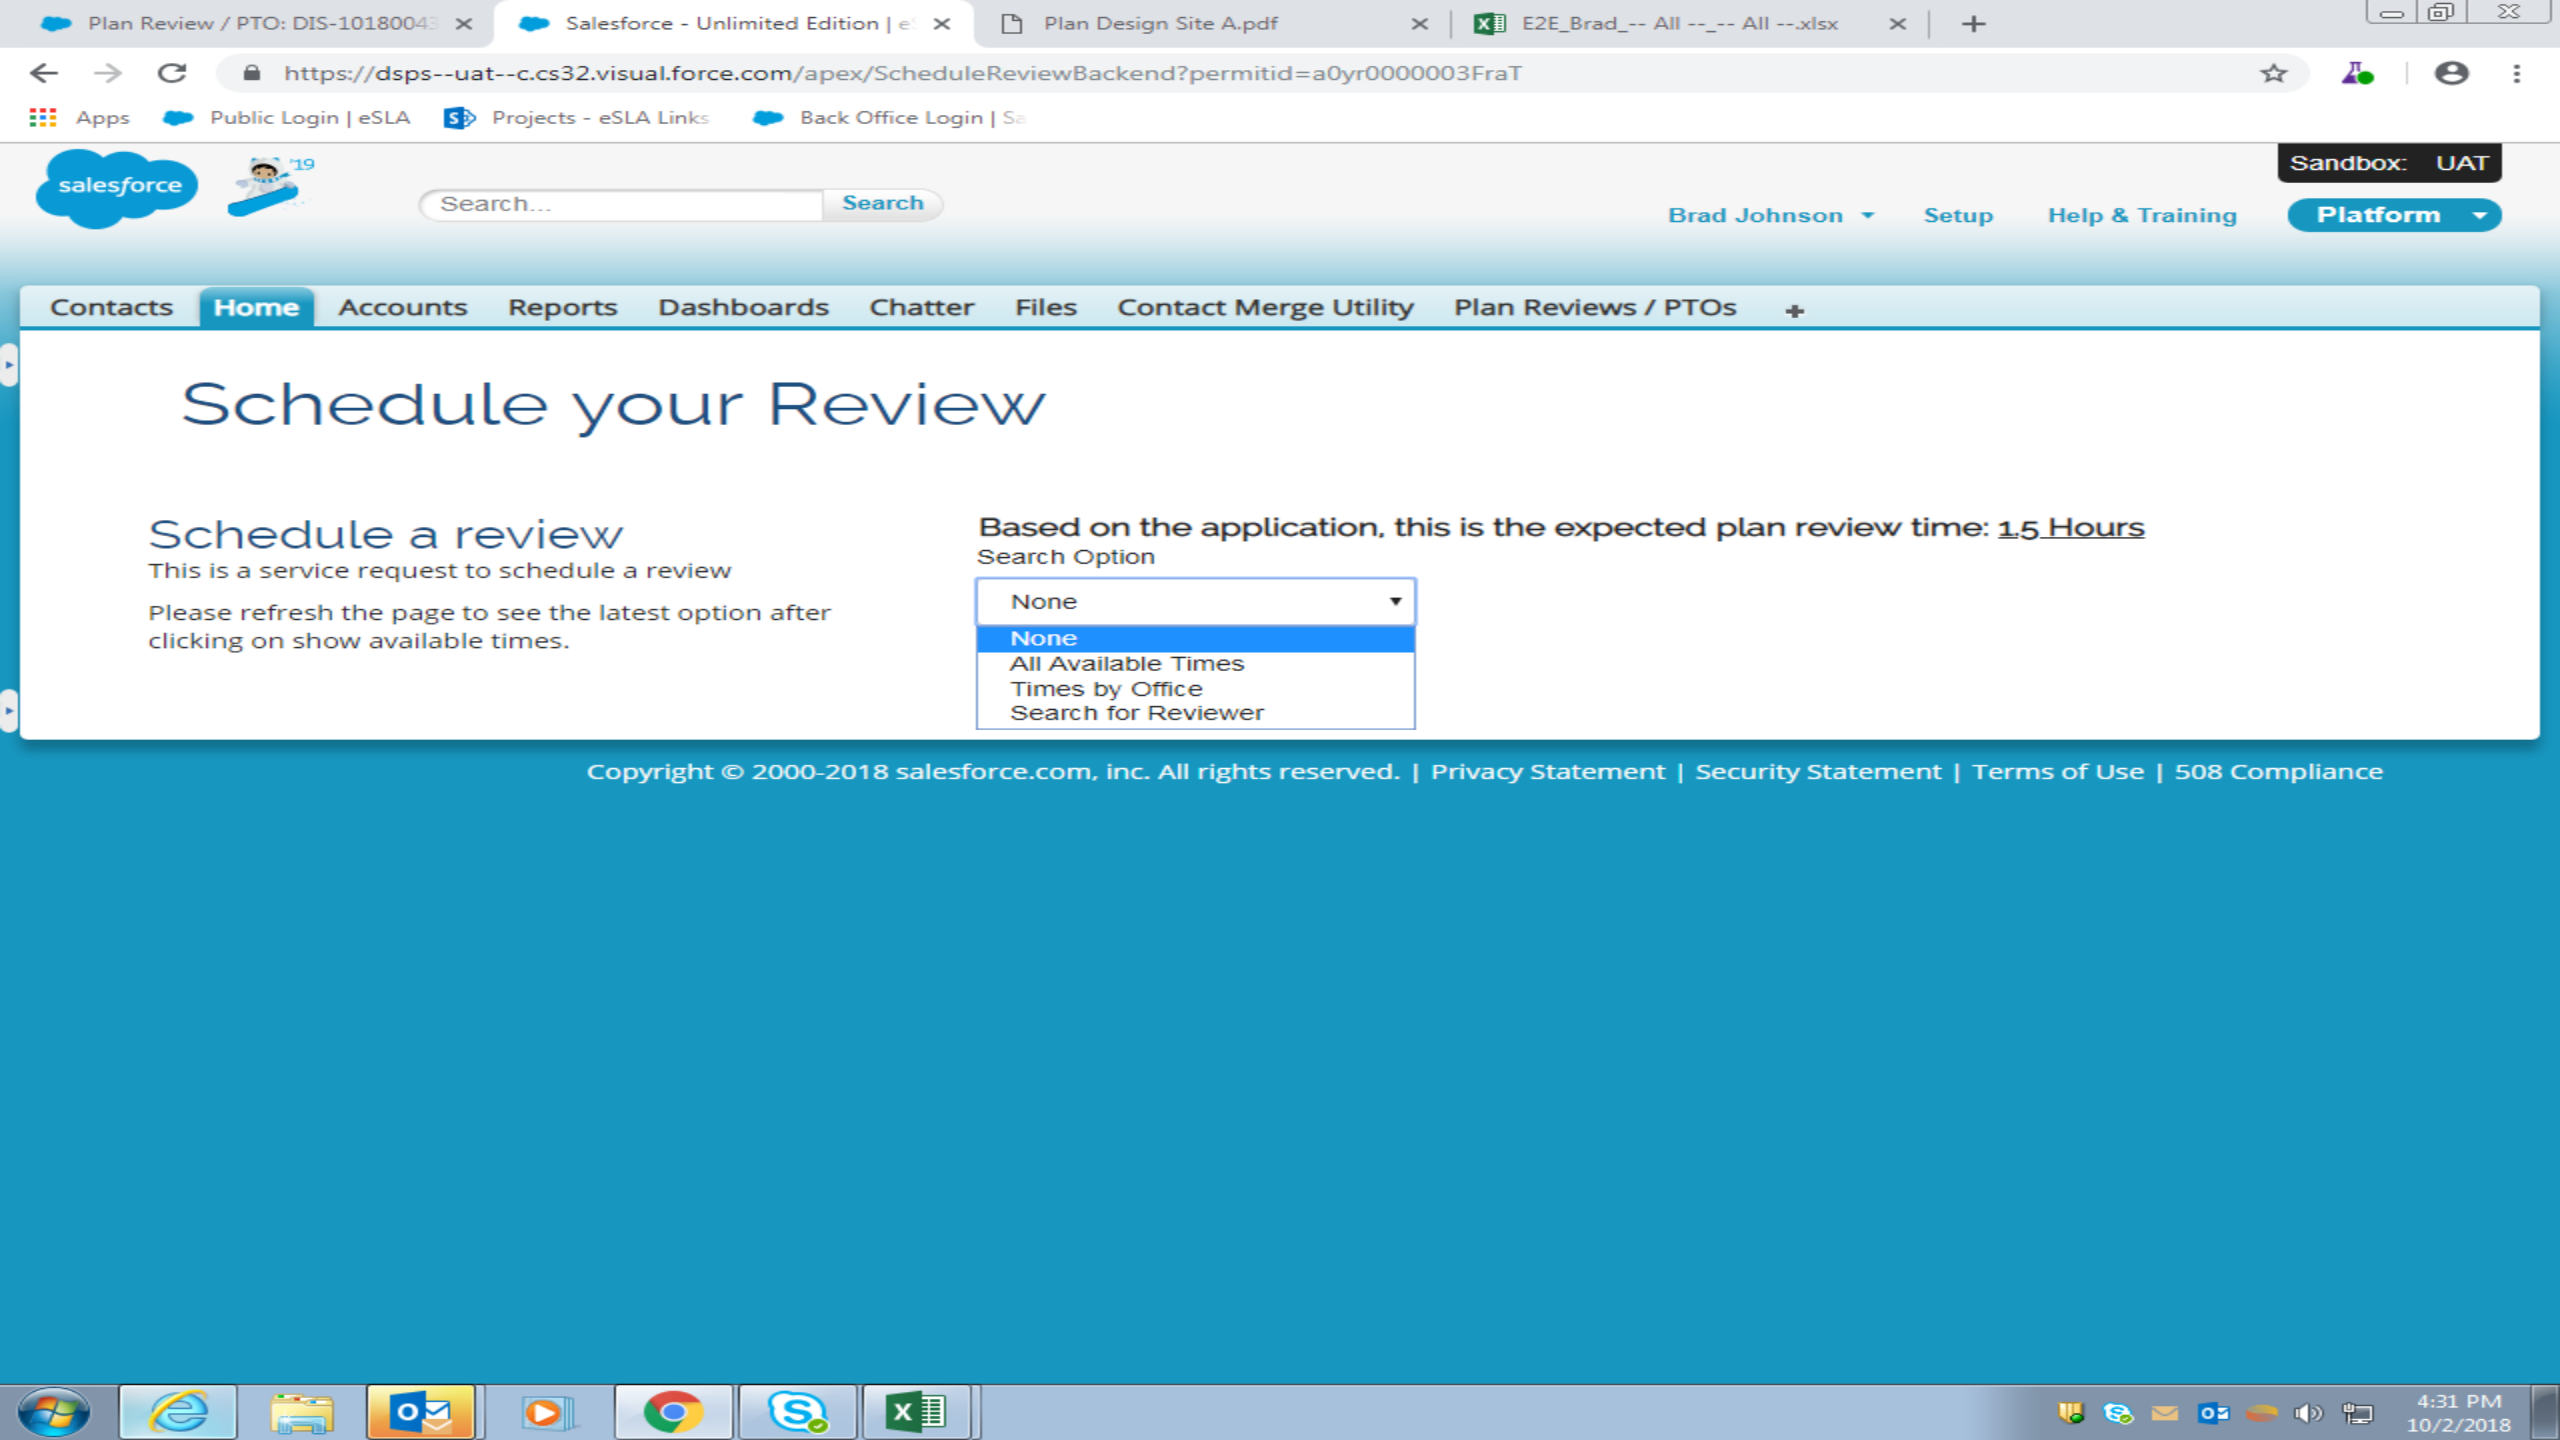 Plan Review / PTO: DIS-10180043
Salesforce - Unlimited Edition | e
Plan Design Site A.pdf
E2E_Brad_-- All --_-- All --.xlsx
https://dsps--uat--c.cs32.visual.force.com/apex/ScheduleReviewBackend?permitid=a0yr0000003FraT
Apps
Public Login | eSLA
Projects - eSLA Links
Back Office Login | Sa
salesforce
'19
Search...
Search
Sandbox: UAT
Brad Johnson
Setup
Help & Training
Platform
Contacts
Home
Accounts
Reports
Dashboards
Chatter
Files
Contact Merge Utility
Plan Reviews / PTOs
Schedule your Review
Schedule a review
This is a service request to schedule a review
Please refresh the page to see the latest option after
clicking on show available times.
Based on the application, this is the expected plan review time: 1.5 Hours
Search Option
None
None
All Available Times
Times by Office
Search for Reviewer
Copyright © 2000-2018 salesforce.com, inc. All rights reserved. | Privacy Statement | Security Statement | Terms of Use | 508 Compliance
4:31 PM
10/2/2018